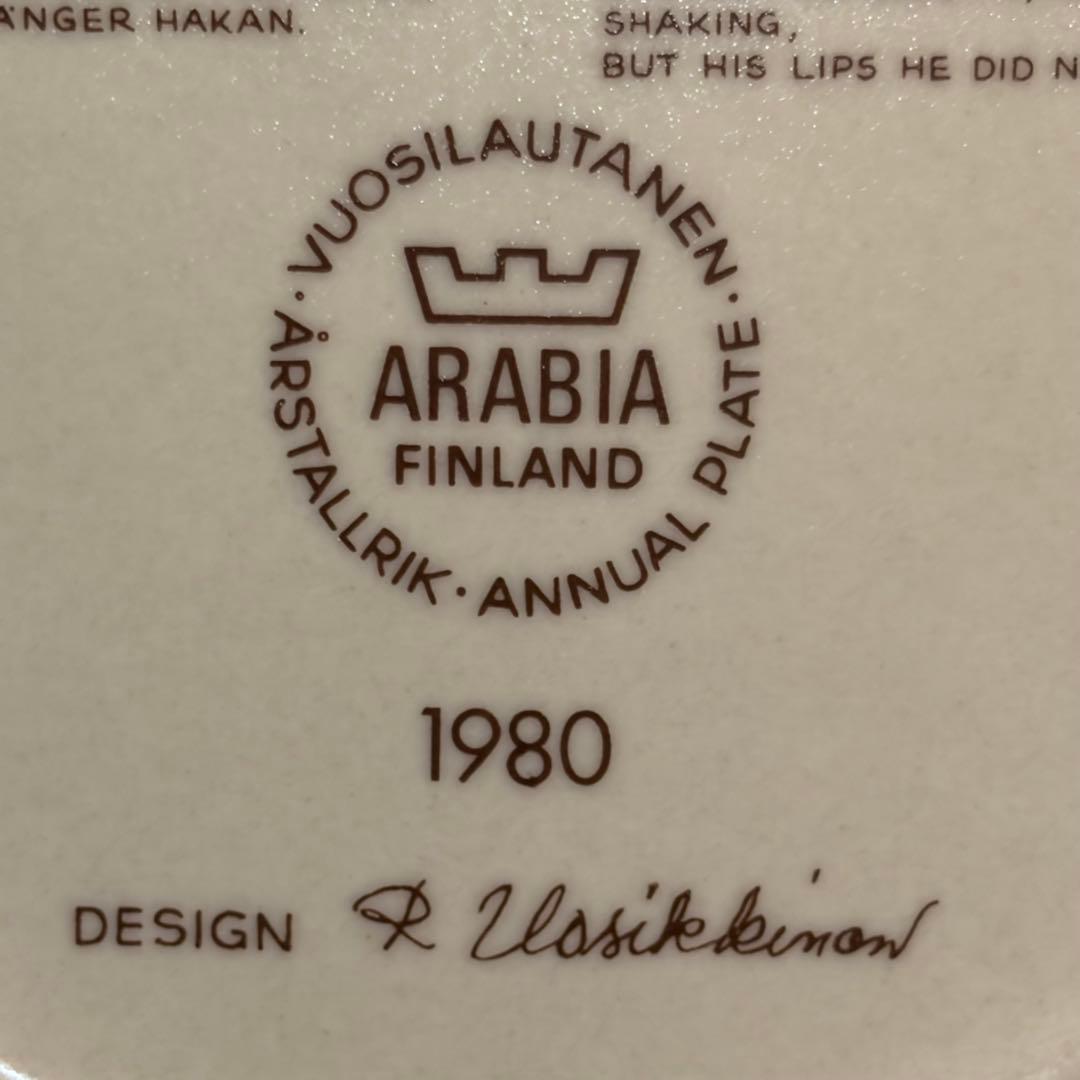 ÄNGER HAKAN.
SHAKING,
BUT HIS LIPS HE DID N
· VUOSILAUTANEN ·
ANNUAL PLATE ·
ÅRSTALLRIK
ARABIA
FINLAND
1980
DESIGN R Uosikkinen